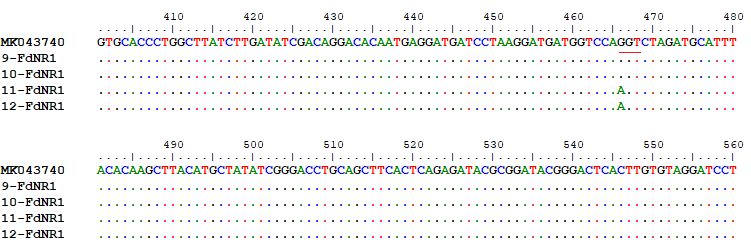 410 420 430 440 450 460 470 480
....|....|....|....|....|....|....|....|....|....|....|....|....|....|....|....|
MK043740 GTGCACCCTGGCTTATCTTGATATCGACAGGACACAATGAGGATGATCCTAAGGATGATGGTCCAGGTCTAGATGCATTT
9-FdNR1 ................................................................................
10-FdNR1 ................................................................................
11-FdNR1 .................................................................A..............
12-FdNR1 .................................................................A..............
490 500 510 520 530 540 550 560
....|....|....|....|....|....|....|....|....|....|....|....|....|....|....|....|
MK043740 ACACAAGCTTACATGCTATATCGGGACCTGCAGCTTCACTCAGAGATACGCGGATACGGGACTCACTTGTGTAGGATCCT
9-FdNR1 ................................................................................
10-FdNR1 ................................................................................
11-FdNR1 ................................................................................
12-FdNR1 ................................................................................